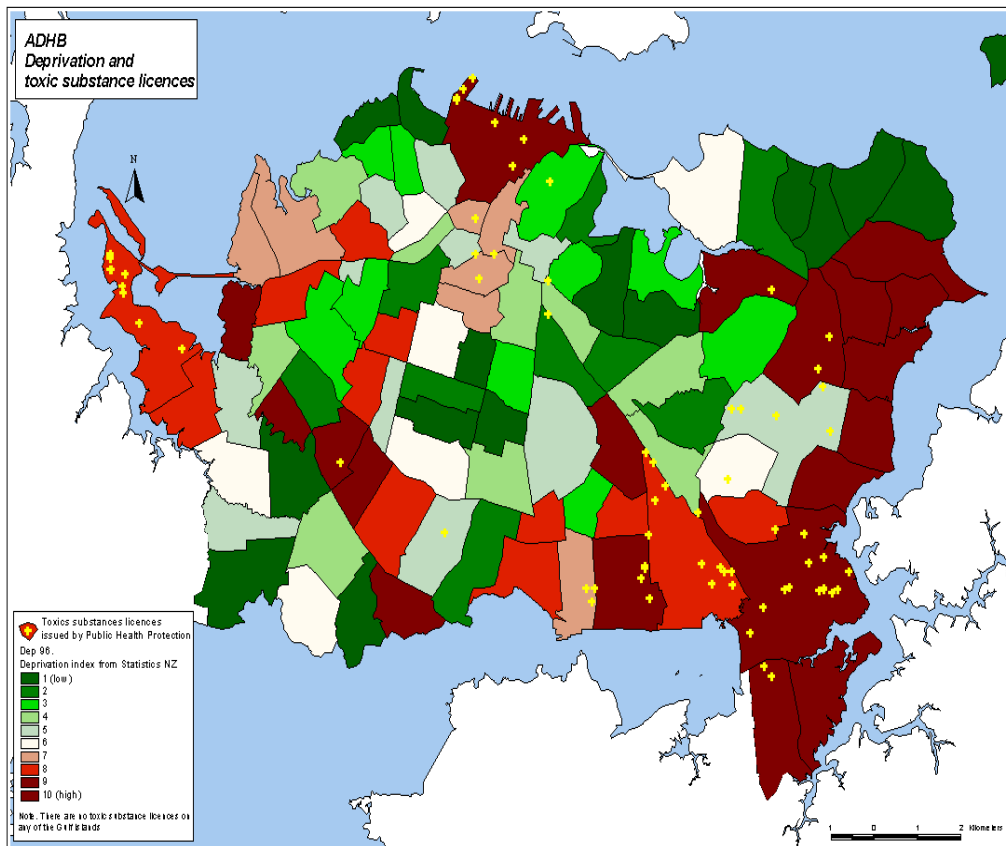 ADHB
Deprivation and
toxic substance licences
N
Toxics substances licences
issued by Public Health Protection
Dep 96.
Deprivation index from Statistics NZ
1 (low)
2
3
4
5
6
7
8
9
10 (high)
Note. There are no toxic substance licences on
any of the Gulf islands
1 0 1 2 Kilometers